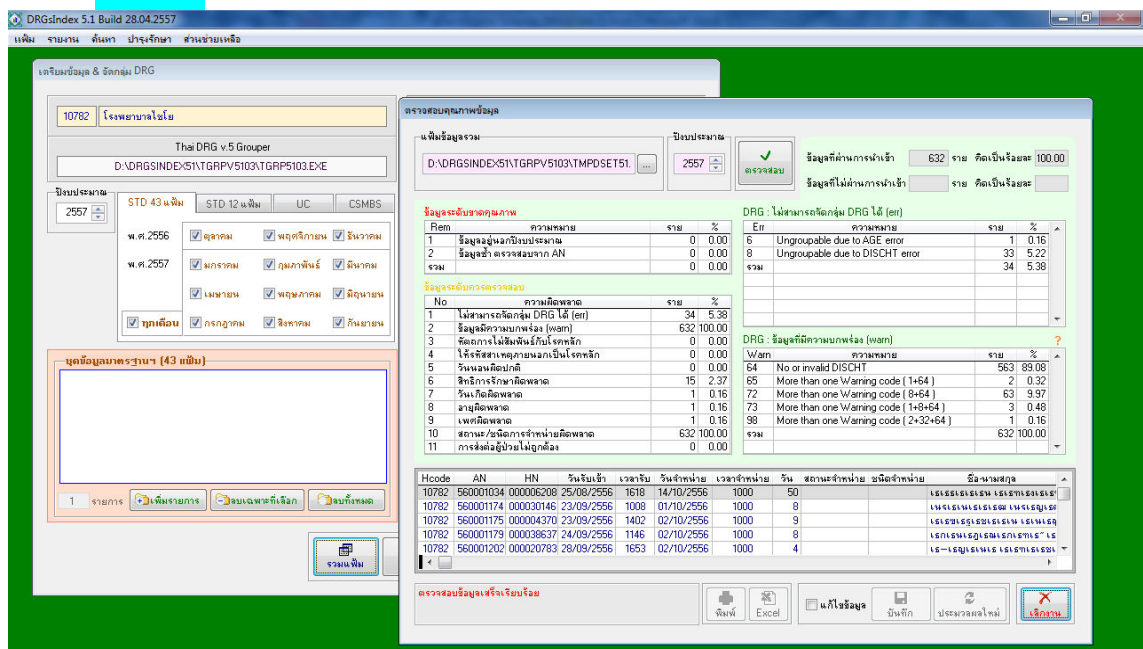 DRGsIndex 5.1 Build 28.04.2557
แฟ้ม รายงาน ค้นหา บำรุงรักษา ส่วนช่วยเหลือ
เตรียมข้อมูล & จัดกลุ่ม DRG
10782 โรงพยาบาลไชโย
Thai DRG v.5 Grouper
D:\DRGSINDEX51\TGRPV5103\TGRP5103.EXE
ปีงบประมาณ
2557
STD 43 แฟ้ม STD 12 แฟ้ม UC CSMBS
พ.ศ.2556 ตุลาคม พฤศจิกายน ธันวาคม
พ.ศ.2557 มกราคม กุมภาพันธ์ มีนาคม
เมษายน พฤษภาคม มิถุนายน
ทุกเดือน กรกฎาคม สิงหาคม กันยายน
ชุดข้อมูลมาตรฐานฯ (43 แฟ้ม)
1 รายการ เพิ่มรายการ ลบเฉพาะที่เลือก ลบทั้งหมด
รวมแฟ้ม
ตรวจสอบคุณภาพข้อมูล
แฟ้มข้อมูลรวม ปีงบประมาณ
D:\DRGSINDEX51\TGRPV5103\TMPDSET51. ... 2557 ตรวจสอบ
ข้อมูลที่ผ่านการนำเข้า 632 ราย คิดเป็นร้อยละ 100.00
ข้อมูลที่ไม่ผ่านการนำเข้า ราย คิดเป็นร้อยละ
ข้อมูลระดับขาดคุณภาพ
Rem ความหมาย ราย %
1 ข้อมูลอยู่นอกปีงบประมาณ 0 0.00
2 ข้อมูลซ้ำ ตรวจสอบจาก AN 0 0.00
รวม 0 0.00
ข้อมูลระดับควรตรวจสอบ
No ความผิดพลาด ราย %
1 ไม่สามารถจัดกลุ่ม DRG ได้ (err) 34 5.38
2 ข้อมูลมีความบกพร่อง (warn) 632 100.00
3 หัตถการไม่สัมพันธ์กับโรคหลัก 0 0.00
4 ให้รหัสสาเหตุภายนอกเป็นโรคหลัก 0 0.00
5 วันนอนผิดปกติ 0 0.00
6 สิทธิการรักษาผิดพลาด 15 2.37
7 วันเกิดผิดพลาด 1 0.16
8 อายุผิดพลาด 1 0.16
9 เพศผิดพลาด 1 0.16
10 สถานะ/ชนิดการจำหน่ายผิดพลาด 632 100.00
11 การส่งต่อผู้ป่วยไม่ถูกต้อง 0 0.00
DRG : ไม่สามารถจัดกลุ่ม DRG ได้ (err)
Err ความหมาย ราย %
6 Ungroupable due to AGE error 1 0.16
8 Ungroupable due to DISCHT error 33 5.22
รวม 34 5.38
DRG : ข้อมูลที่มีความบกพร่อง (warn) ?
Warn ความหมาย ราย %
64 No or invalid DISCHT 563 89.08
65 More than one Warning code ( 1+64 ) 2 0.32
72 More than one Warning code ( 8+64 ) 63 9.97
73 More than one Warning code ( 1+8+64 ) 3 0.48
98 More than one Warning code ( 2+32+64 ) 1 0.16
รวม 632 100.00
Hcode AN HN วันรับเข้า เวลารับ วันจำหน่าย เวลาจำหน่าย วัน สถานะจำหน่าย ชนิดจำหน่าย ชื่อ-นามสกุล
10782 560001034 000006208 25/08/2556 1618 14/10/2556 1000 50
10782 560001174 000030146 23/09/2556 1008 01/10/2556 1000 8
10782 560001175 000004370 23/09/2556 1402 02/10/2556 1000 9
10782 560001179 000038637 24/09/2556 1146 02/10/2556 1000 8
10782 560001202 000020783 28/09/2556 1653 02/10/2556 1000 4
ตรวจสอบข้อมูลเสร็จเรียบร้อย
พิมพ์ Excel แก้ไขข้อมูล บันทึก ประมวลผลใหม่ เลิกงาน